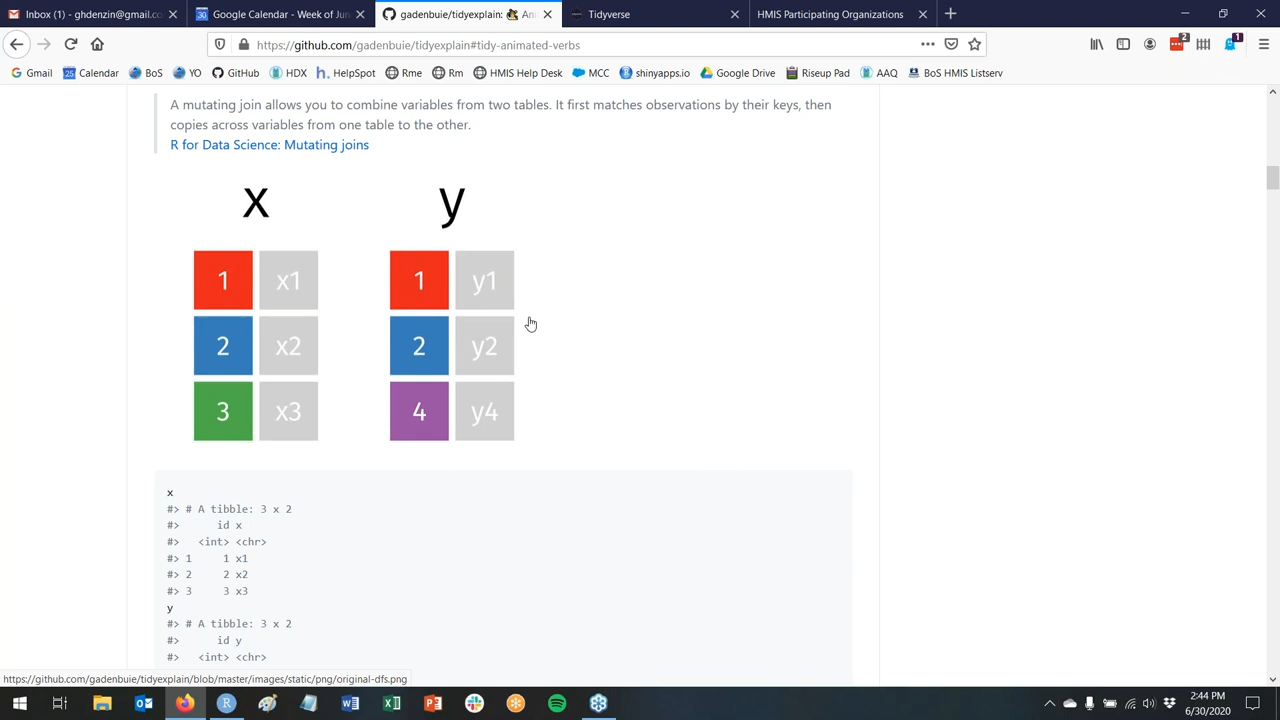 Inbox (1) - ghdenzin@gmail.co
Google Calendar - Week of Jun
gadenbuie/tidyexplain: Ani
Tidyverse
HMIS Participating Organizations
https://github.com/gadenbuie/tidyexplain#tidy-animated-verbs
2
1
Gmail
Calendar
BoS
YO
GitHub
HDX
HelpSpot
Rme
Rm
HMIS Help Desk
MCC
shinyapps.io
Google Drive
Riseup Pad
AAQ
BoS HMIS Listserv
A mutating join allows you to combine variables from two tables. It first matches observations by their keys, then
copies across variables from one table to the other.
R for Data Science: Mutating joins
x y
1 x1 1 y1
2 x2 2 y2
3 x3 4 y4
x
#> # A tibble: 3 x 2
#> id x
#> <int> <chr>
#> 1 1 x1
#> 2 2 x2
#> 3 3 x3
y
#> # A tibble: 3 x 2
#> id y
#> <int> <chr>
https://github.com/gadenbuie/tidyexplain/blob/master/images/static/png/original-dfs.png
2:44 PM
6/30/2020